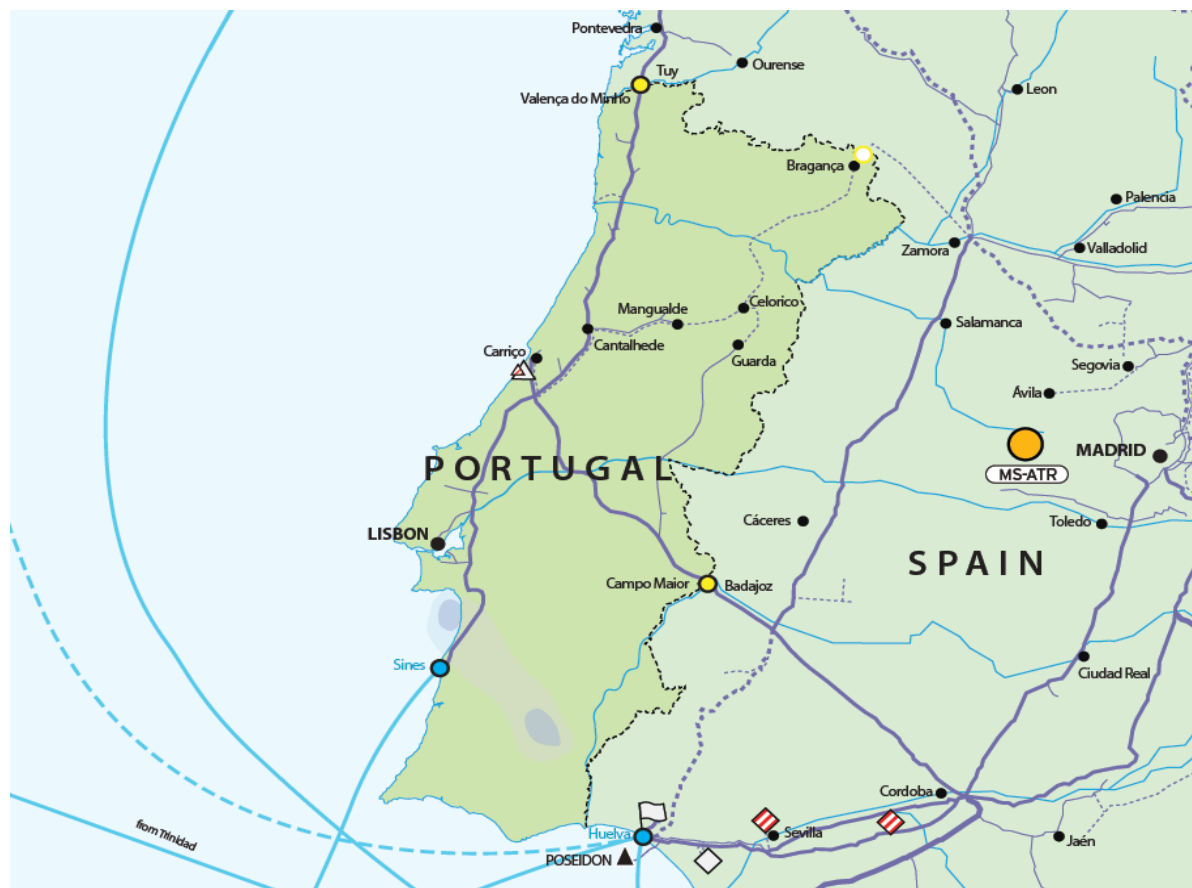 Pontevedra
Tuy
Ourense
Leon
Valença do Minho
Bragança
Palencia
Zamora
Valladolid
Celorico
Mangualde
Salamanca
Cantalhede
Carriço
Guarda
Segovia
Ávila
MADRID
PORTUGAL
MS-ATR
Cáceres
Toledo
LISBON
SPAIN
Campo Maior
Badajoz
Sines
Ciudad Real
Cordoba
from Trinidad
Huelva
Sevilla
Jaén
POSEIDON